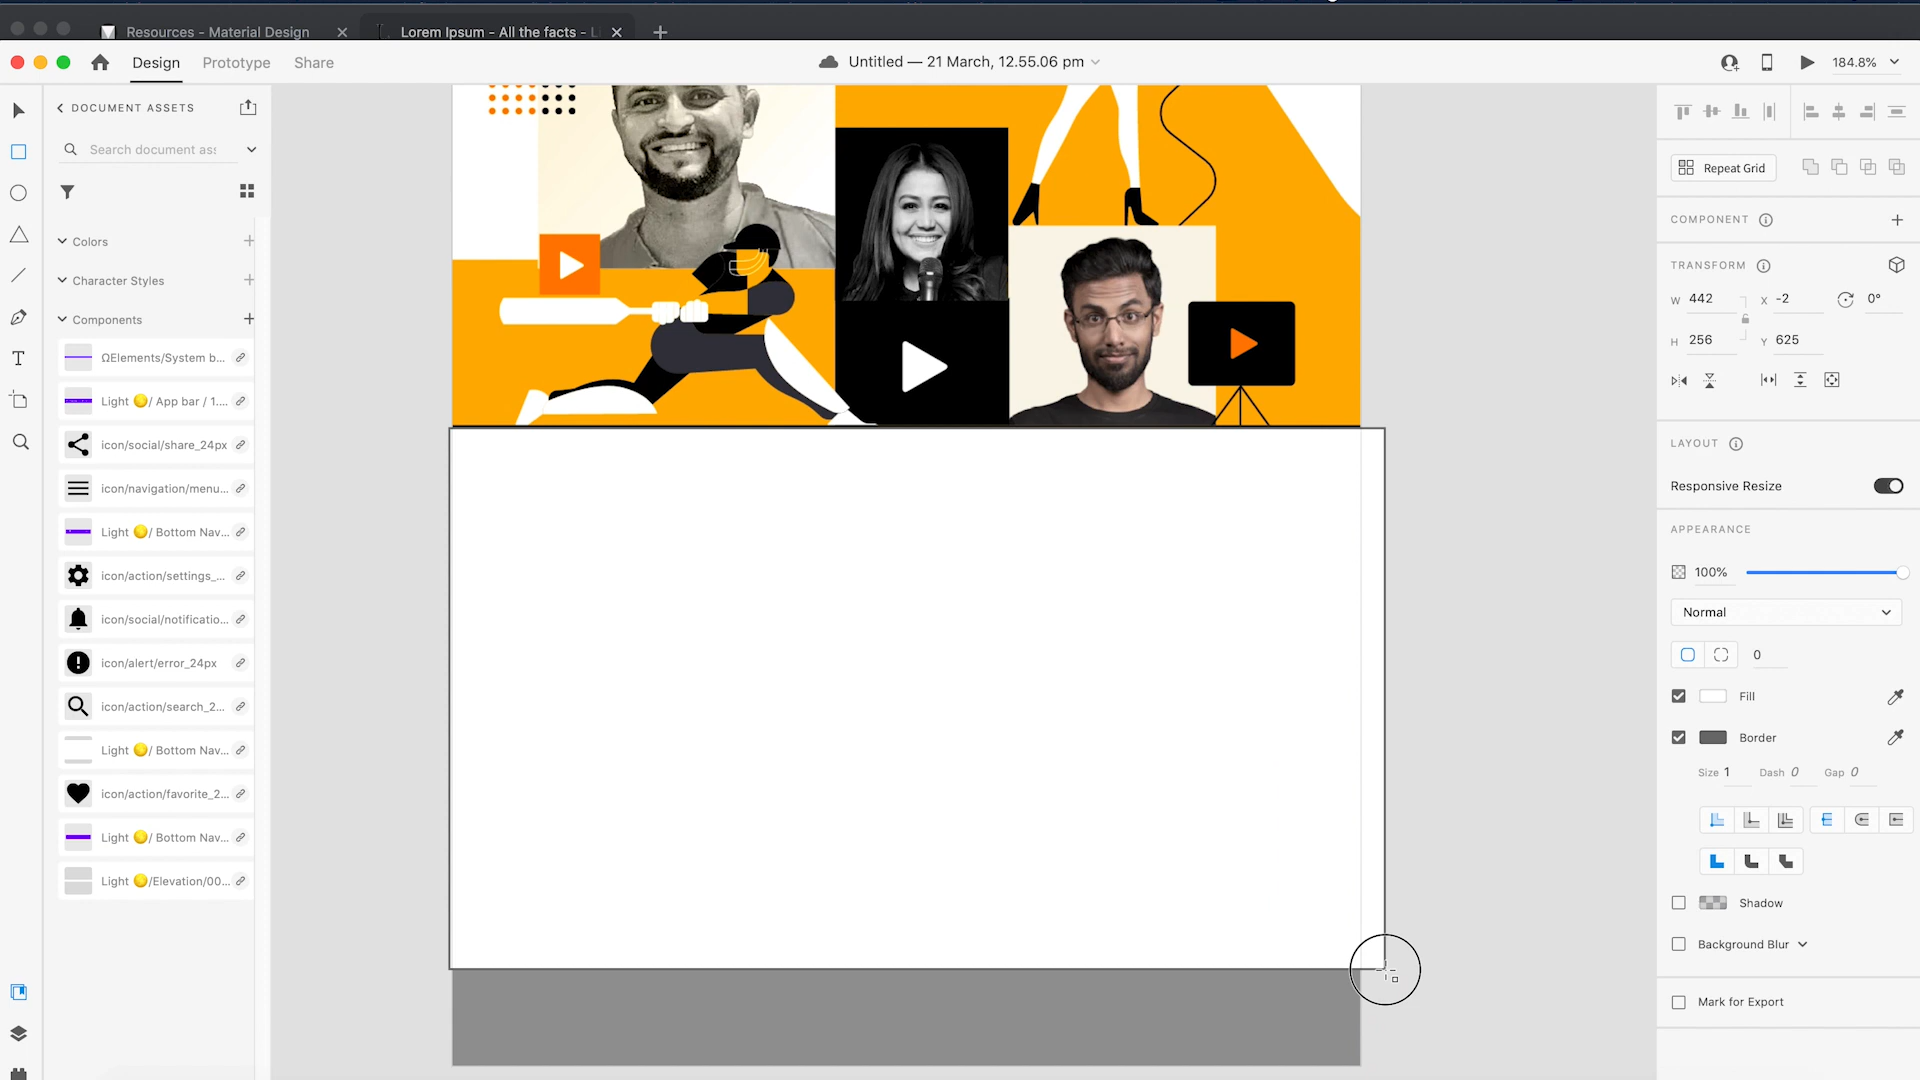 Resources - Material Design
Lorem Ipsum - All the facts - L
Design
Prototype
Share
Untitled — 21 March, 12.55.06 pm
184.8%
DOCUMENT ASSETS
Search document ass
Colors
Character Styles
Components
ΩElements/System b...
Light 🟡/ App bar / 1....
icon/social/share_24px
icon/navigation/menu...
Light 🟡/ Bottom Nav...
icon/action/settings_...
icon/social/notificatio...
icon/alert/error_24px
icon/action/search_2...
Light 🟡/ Bottom Nav...
icon/action/favorite_2...
Light 🟡/ Bottom Nav...
Light 🟡/Elevation/00...
Repeat Grid
COMPONENT
TRANSFORM
W 442 X -2 0°
H 256 Y 625
LAYOUT
Responsive Resize
APPEARANCE
100%
Normal
0
Fill
Border
Size 1 Dash 0 Gap 0
Shadow
Background Blur
Mark for Export